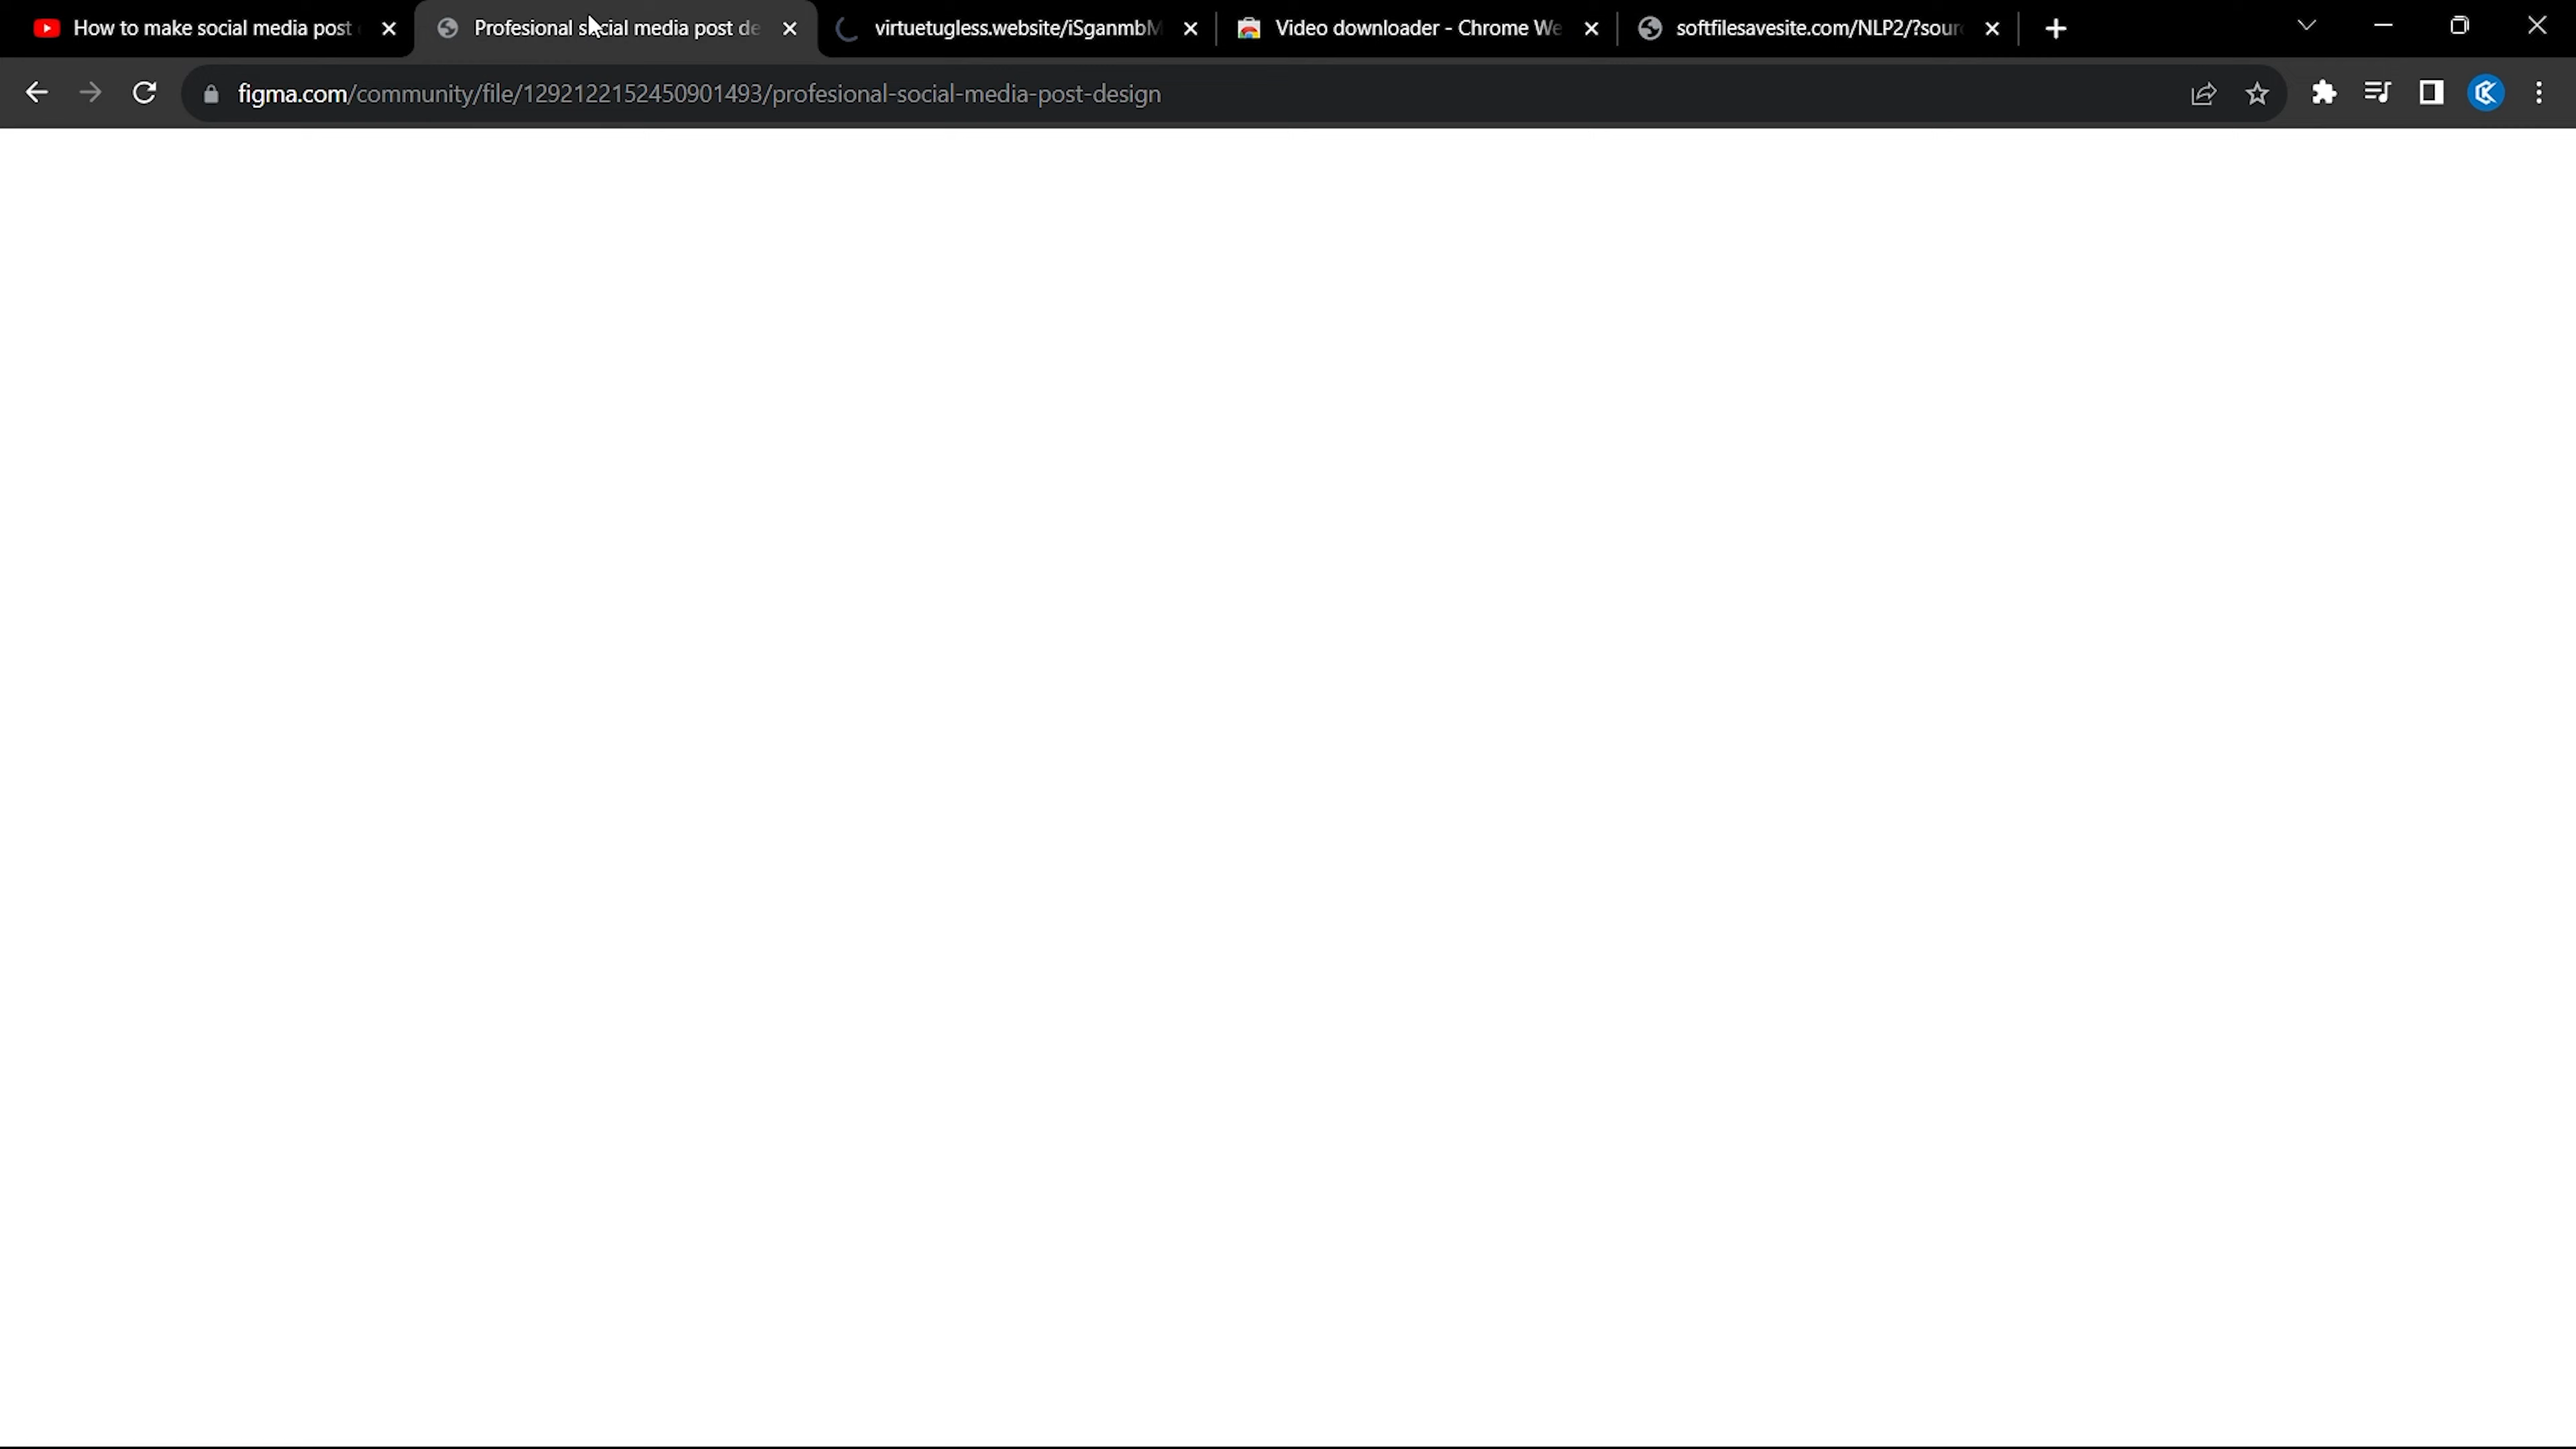 How to make social media post
Profesional social media post de
virtuetugless.website/iSganmbM
Video downloader - Chrome We
softfilesavesite.com/NLP2/?sour
figma.com/community/file/1292122152450901493/profesional-social-media-post-design